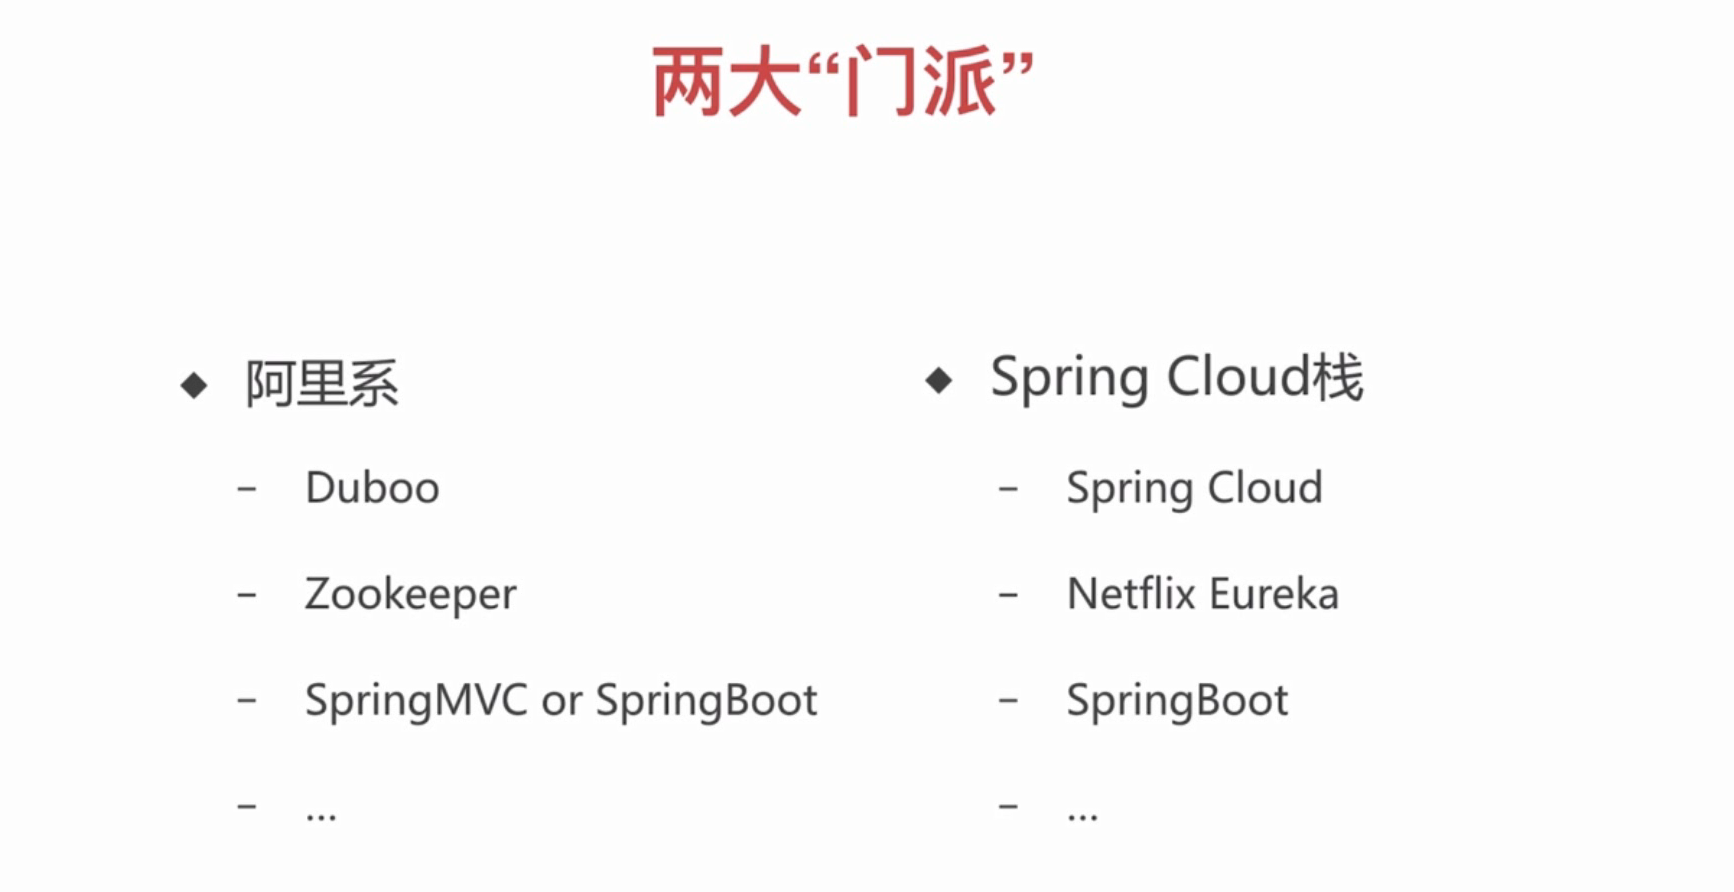 两大“门派”
◆ 阿里系
– Duboo
– Zookeeper
– SpringMVC or SpringBoot
– ...
◆ Spring Cloud栈
– Spring Cloud
– Netflix Eureka
– SpringBoot
– ...